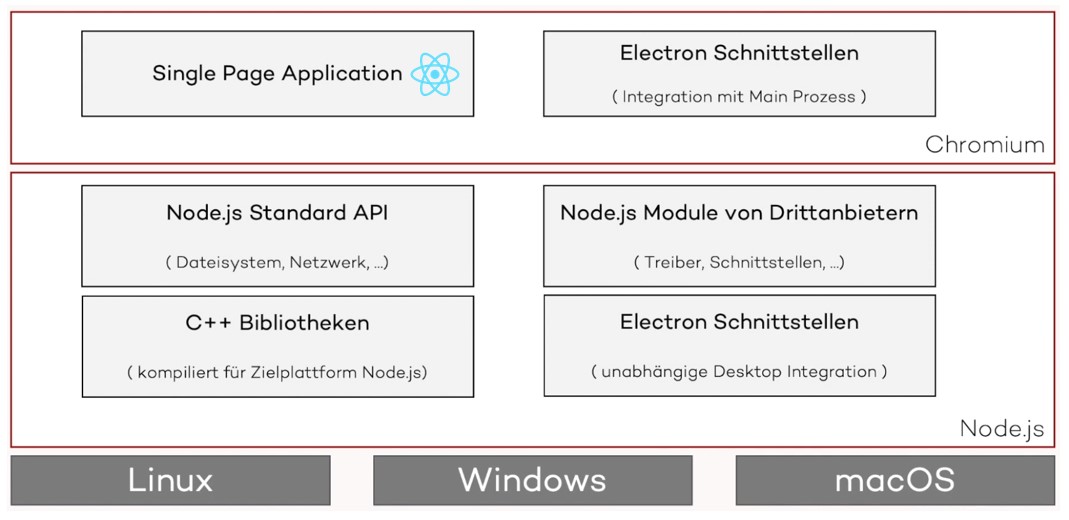 Single Page Application
Electron Schnittstellen
( Integration mit Main Prozess )
Chromium
Node.js Standard API
( Dateisystem, Netzwerk, ...)
Node.js Module von Drittanbietern
( Treiber, Schnittstellen, ...)
C++ Bibliotheken
( kompiliert für Zielplattform Node.js)
Electron Schnittstellen
( unabhängige Desktop Integration )
Node.js
Linux
Windows
macOS